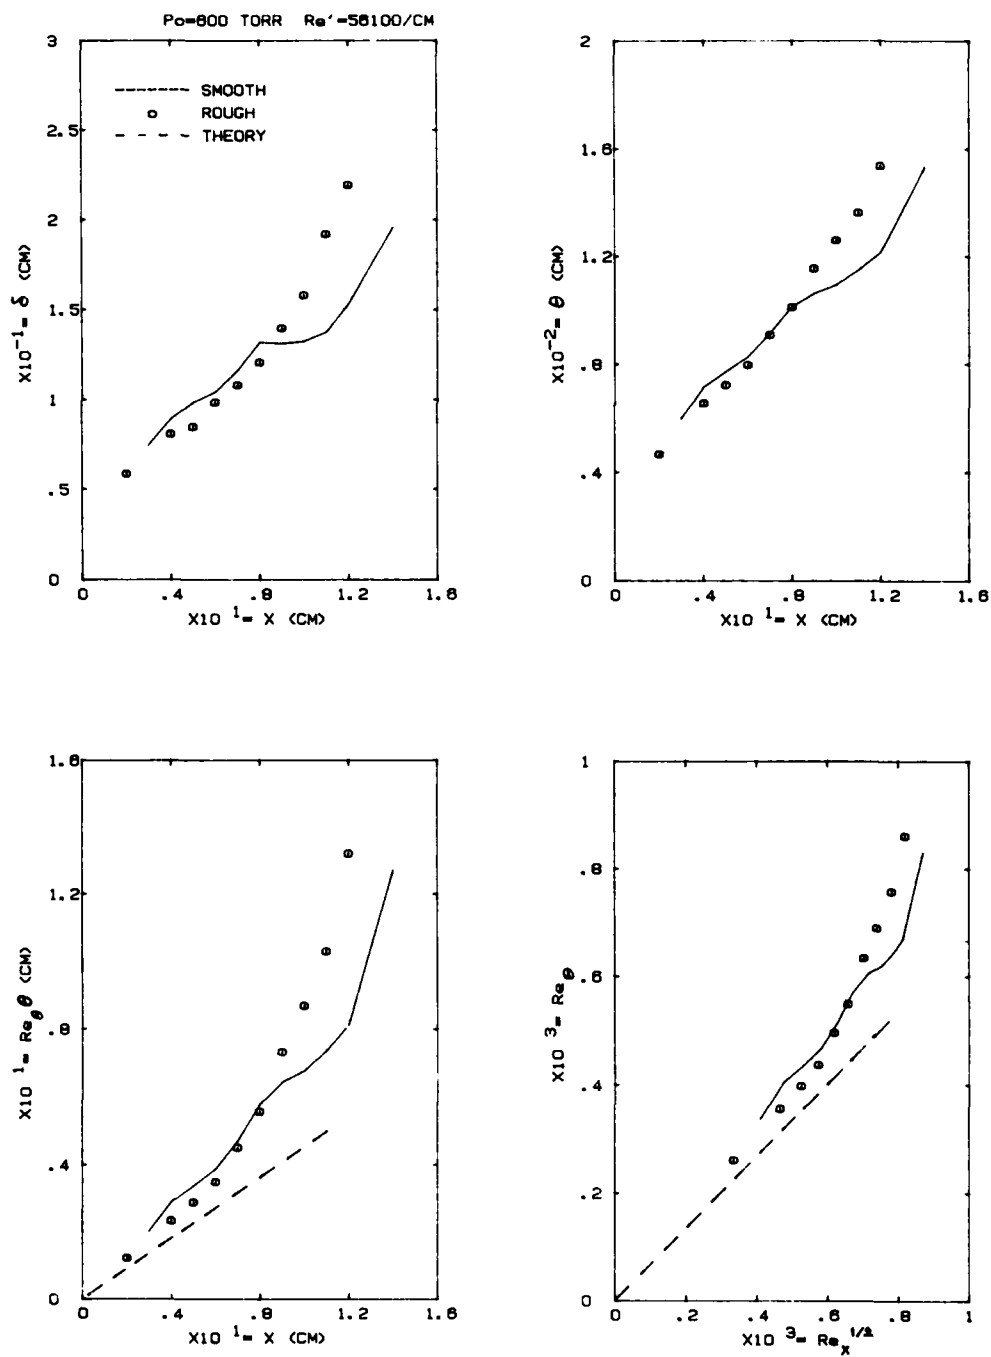 Po=600 TORR Re'=56100/CM
3
2.5
2
1.5
1
.5
0
SMOOTH
ROUGH
THEORY
X10⁻¹= δ (CM)
0 .4 .8 1.2 1.6
X10 ¹= X (CM)
2
1.6
1.2
.8
.4
0
X10⁻²= θ (CM)
0 .4 .8 1.2 1.6
X10 ¹= X (CM)
1.6
1.2
.8
.4
0
X10 ¹= Re_θ θ (CM)
0 .4 .8 1.2 1.6
X10 ¹= X (CM)
1
.8
.6
.4
.2
0
X10 ³= Re_θ
0 .2 .4 .6 .8 1
X10 ³= Re_x^1/2